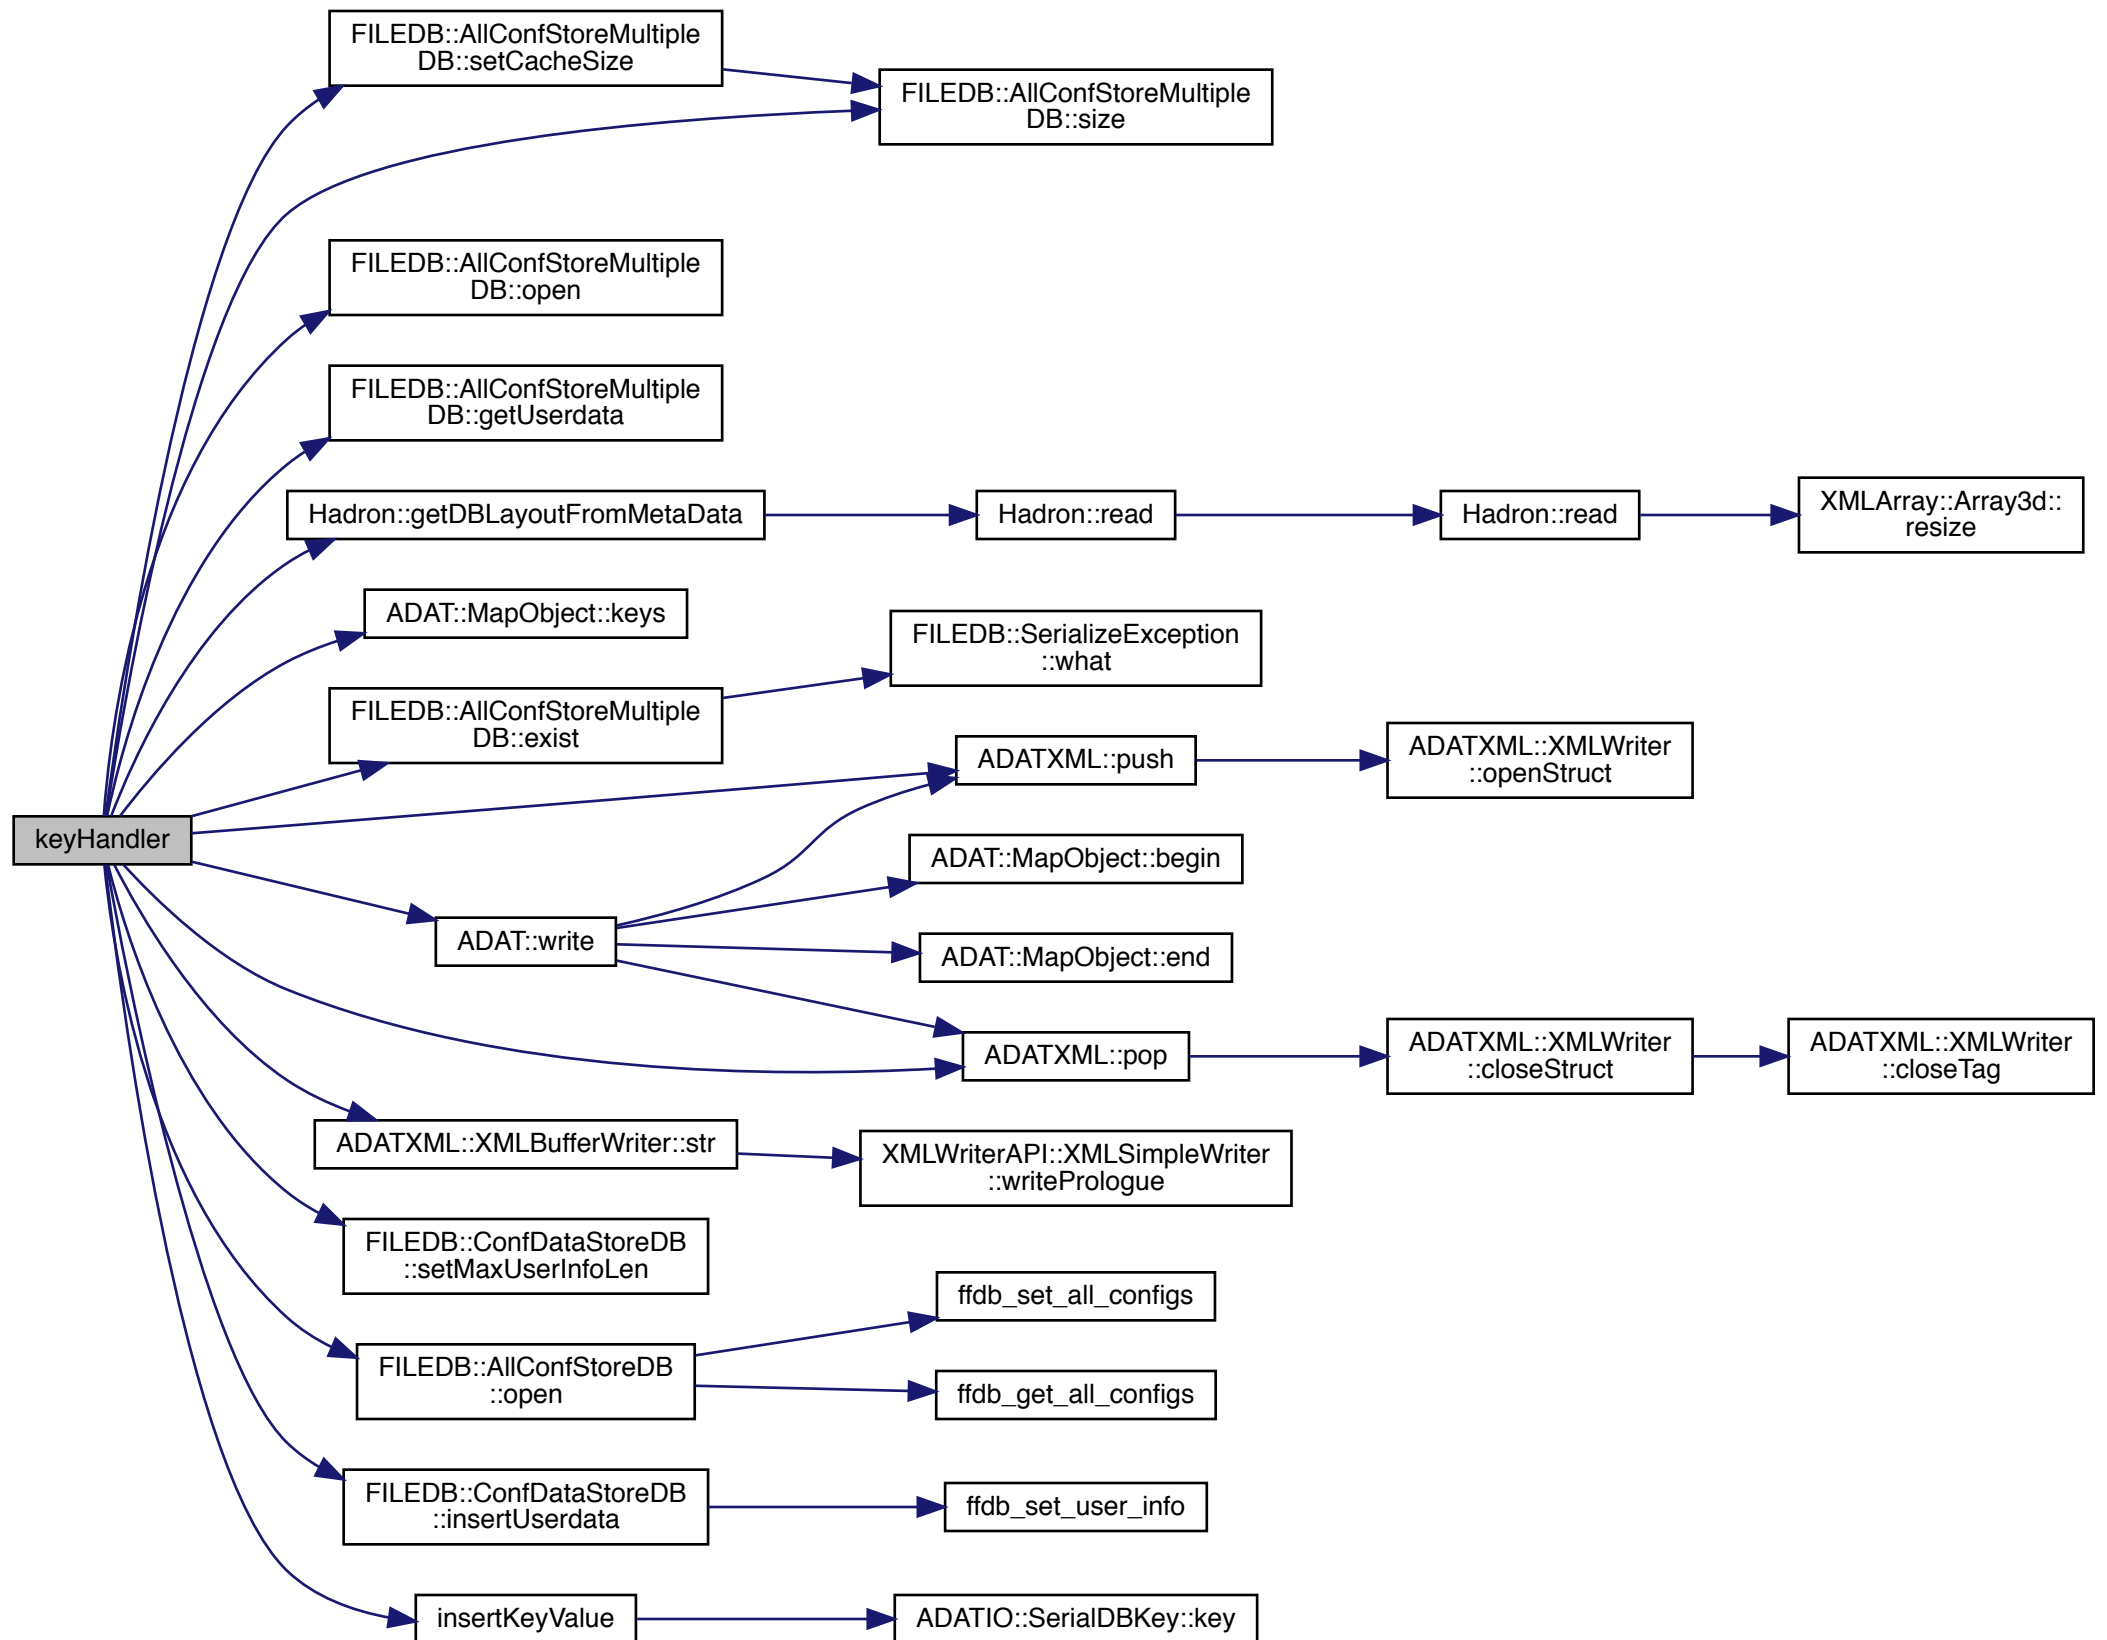 FILEDB::AllConfStoreMultiple
DB::setCacheSize
FILEDB::AllConfStoreMultiple
DB::size
FILEDB::AllConfStoreMultiple
DB::open
FILEDB::AllConfStoreMultiple
DB::getUserdata
Hadron::getDBLayoutFromMetaData
Hadron::read
Hadron::read
XMLArray::Array3d::
resize
ADAT::MapObject::keys
FILEDB::SerializeException
::what
FILEDB::AllConfStoreMultiple
DB::exist
ADATXML::push
ADATXML::XMLWriter
::openStruct
keyHandler
ADAT::MapObject::begin
ADAT::write
ADAT::MapObject::end
ADATXML::pop
ADATXML::XMLWriter
::closeStruct
ADATXML::XMLWriter
::closeTag
ADATXML::XMLBufferWriter::str
XMLWriterAPI::XMLSimpleWriter
::writePrologue
FILEDB::ConfDataStoreDB
::setMaxUserInfoLen
ffdb_set_all_configs
FILEDB::AllConfStoreDB
::open
ffdb_get_all_configs
FILEDB::ConfDataStoreDB
::insertUserdata
ffdb_set_user_info
insertKeyValue
ADATIO::SerialDBKey::key